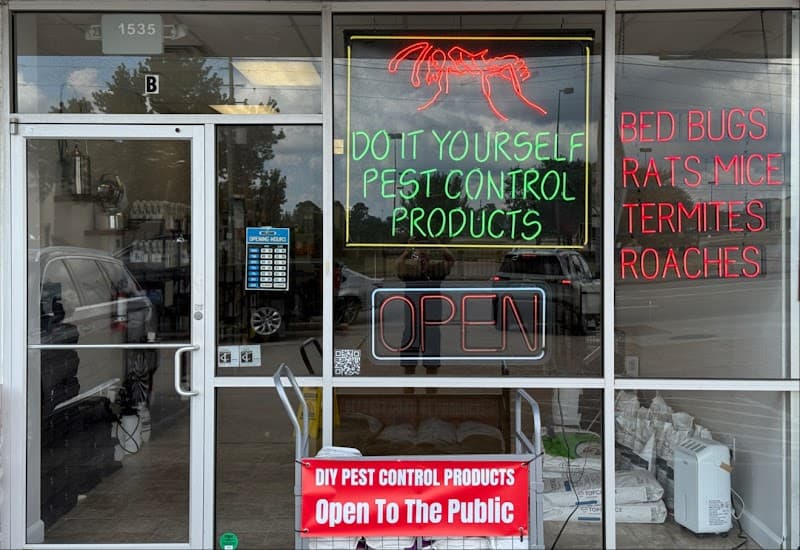 1535
B
DO IT YOURSELF
PEST CONTROL
PRODUCTS
BED BUGS
RATS MICE
TERMITES
ROACHES
OPENING HOURS
OPEN
DIY PEST CONTROL PRODUCTS
Open To The Public